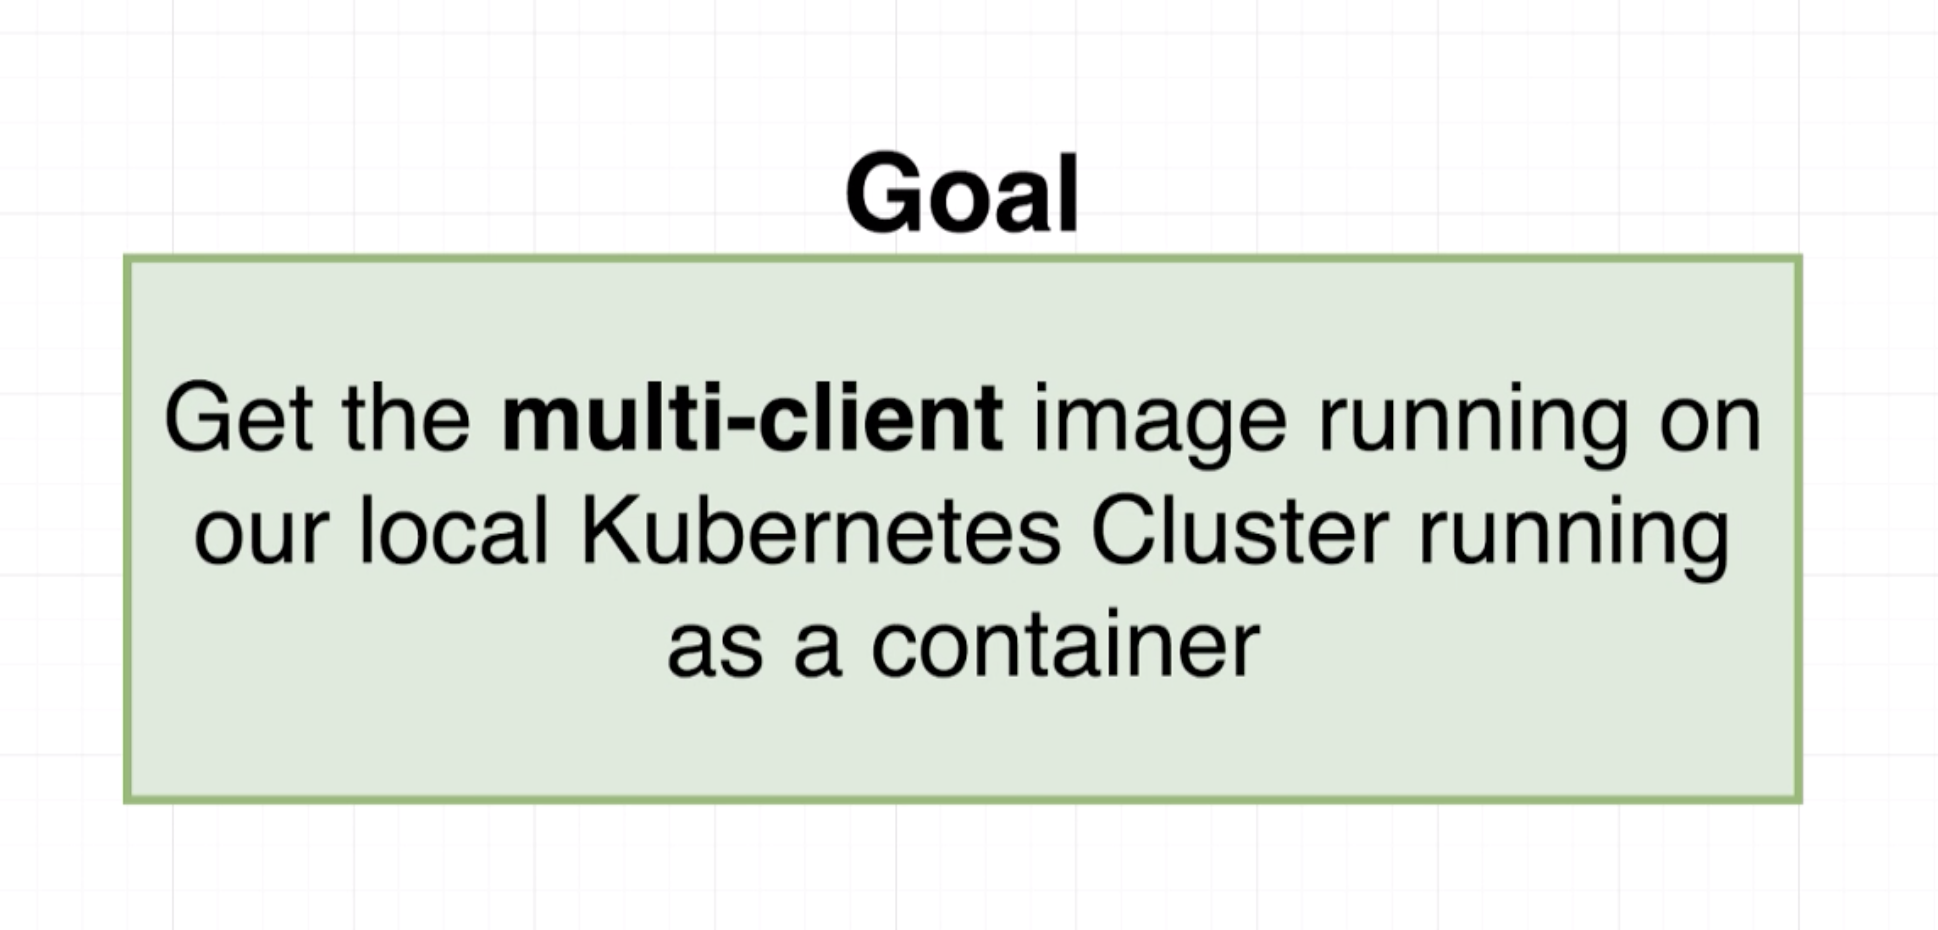 Goal
Get the multi-client image running on
our local Kubernetes Cluster running
as a container